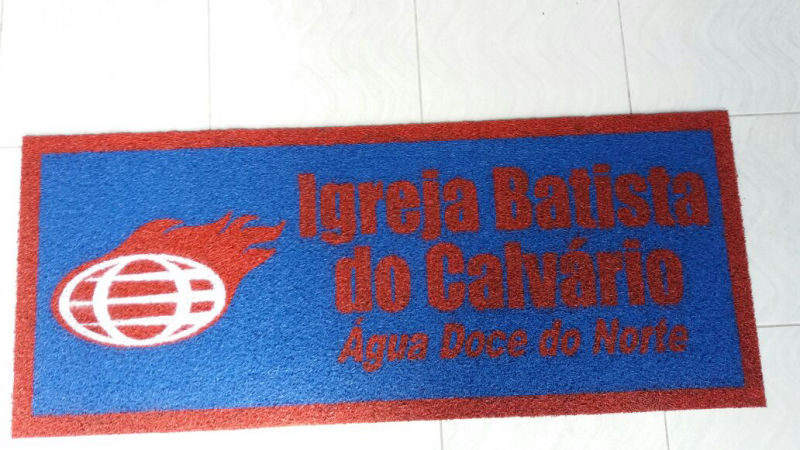 Igreja Batista
do Calvário
Água Doce do Norte